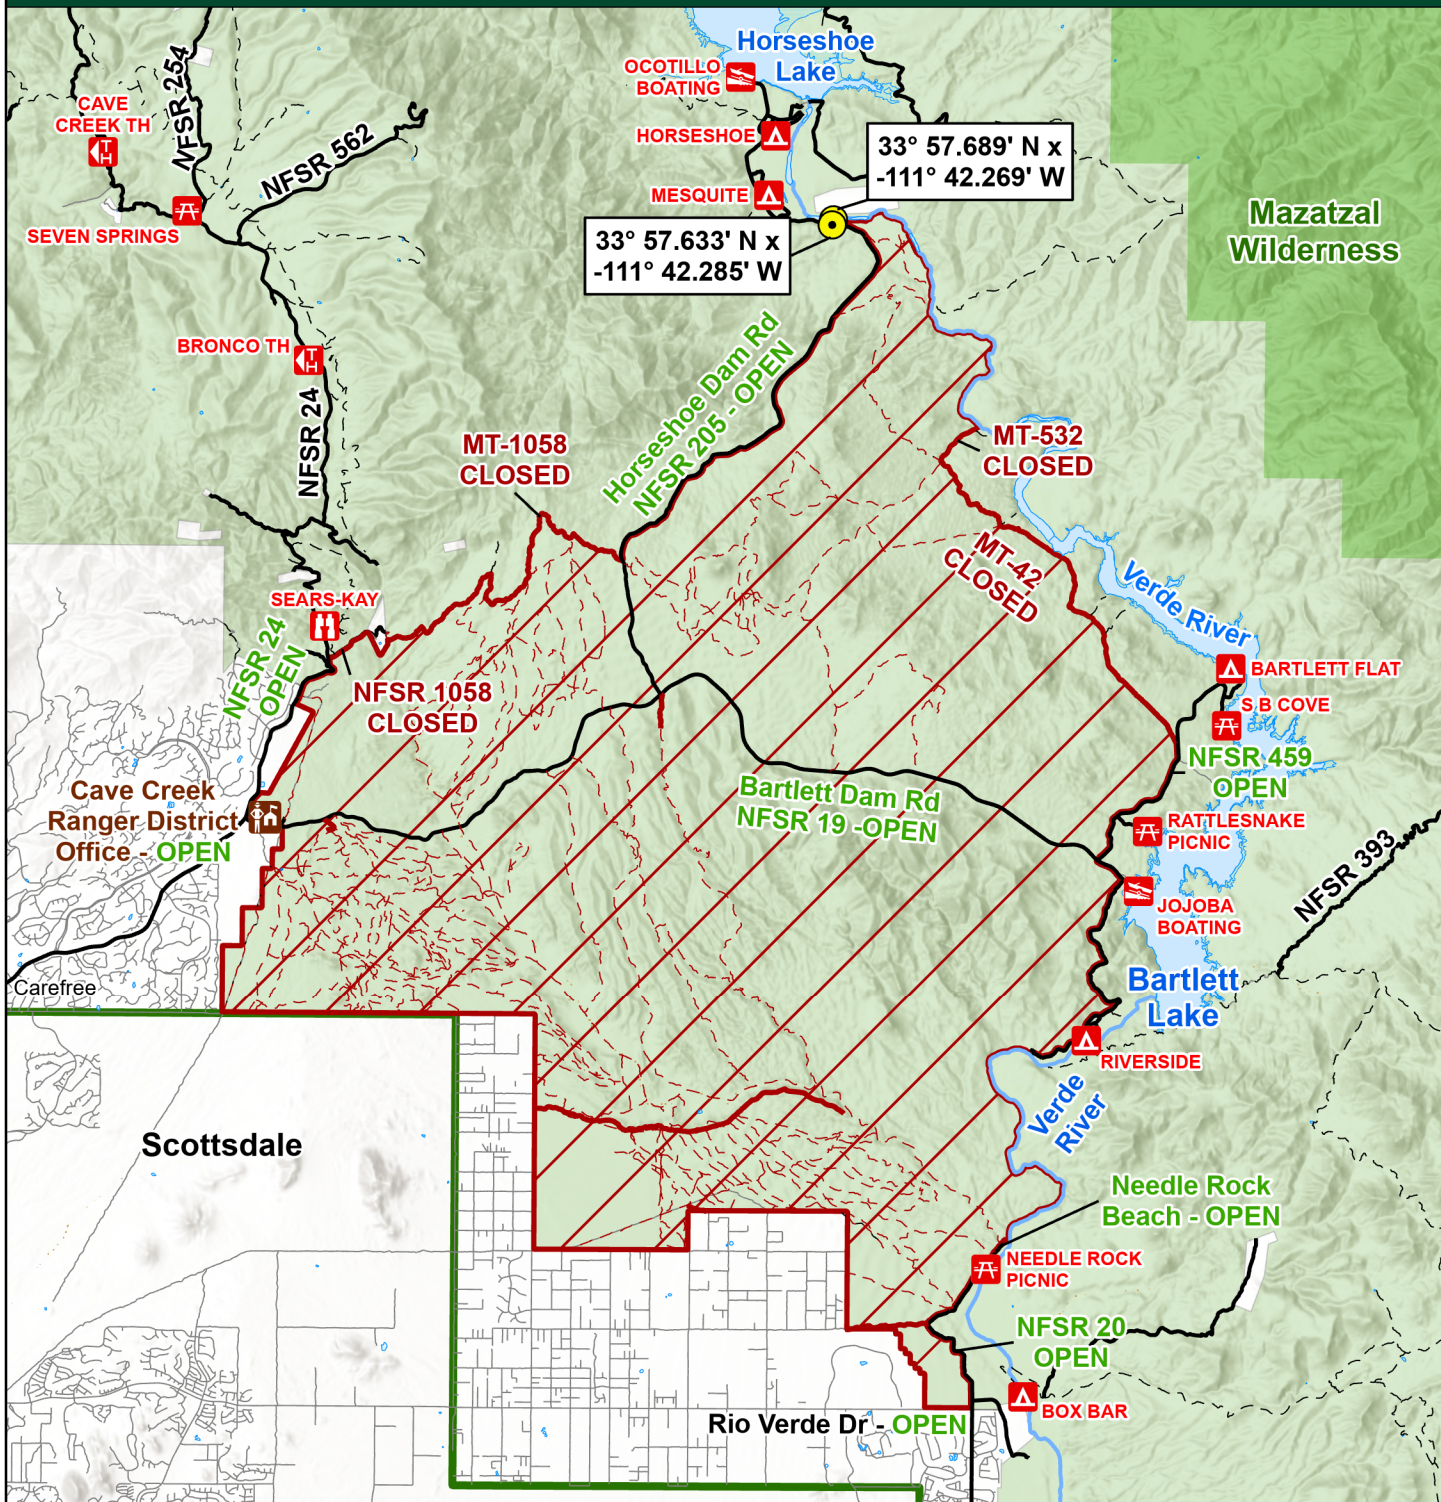 Horseshoe
Lake
OCOTILLO
BOATING
NFSR 254
CAVE
CREEK TH
NFSR 562
HORSESHOE
33° 57.689' N x
-111° 42.269' W
MESQUITE
SEVEN SPRINGS
33° 57.633' N x
-111° 42.285' W
Mazatzal
Wilderness
BRONCO TH
NFSR 24
Horseshoe Dam Rd
NFSR 205 - OPEN
MT-1058
CLOSED
MT-532
CLOSED
MT-42
CLOSED
Verde River
SEARS-KAY
NFSR 24
OPEN
NFSR 1058
CLOSED
BARTLETT FLAT
S B COVE
NFSR 459
OPEN
Cave Creek
Ranger District
Office - OPEN
Bartlett Dam Rd
NFSR 19 -OPEN
RATTLESNAKE
PICNIC
NFSR 393
JOJOBA
BOATING
Carefree
Bartlett
Lake
RIVERSIDE
Verde
River
Scottsdale
Needle Rock
Beach - OPEN
NEEDLE ROCK
PICNIC
NFSR 20
OPEN
BOX BAR
Rio Verde Dr - OPEN